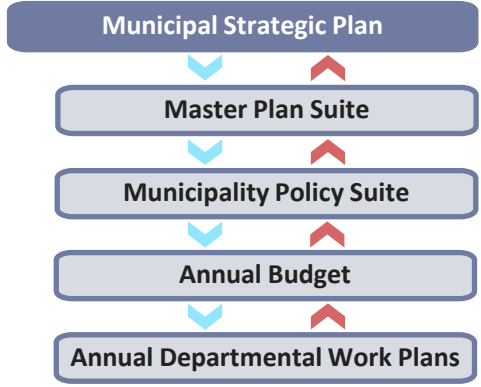 Municipal Strategic Plan
Master Plan Suite
Municipality Policy Suite
Annual Budget
Annual Departmental Work Plans